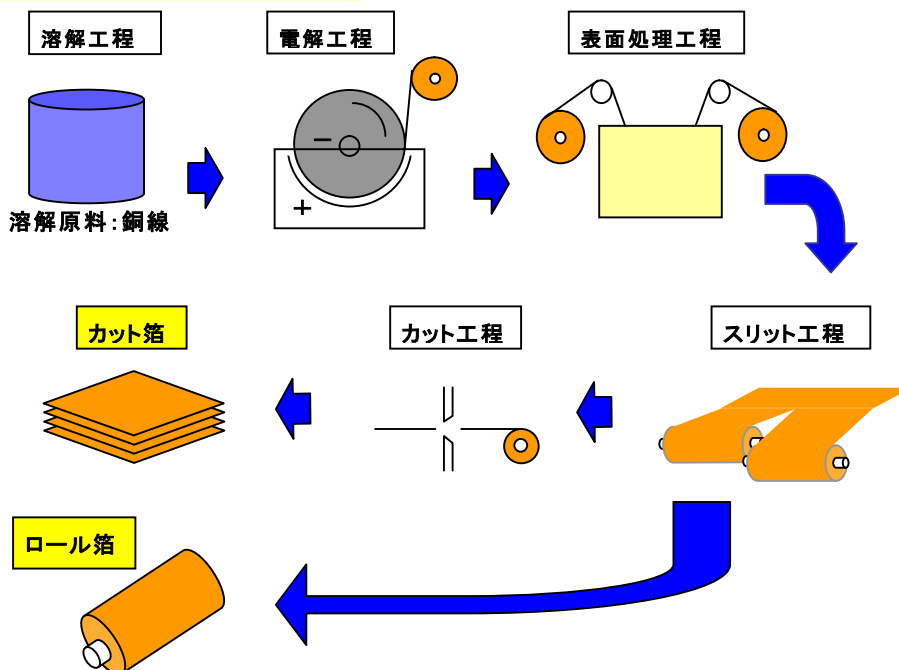 溶解工程
電解工程
表面処理工程
−
+
溶解原料:銅線
カット箔
カット工程
スリット工程
ロール箔